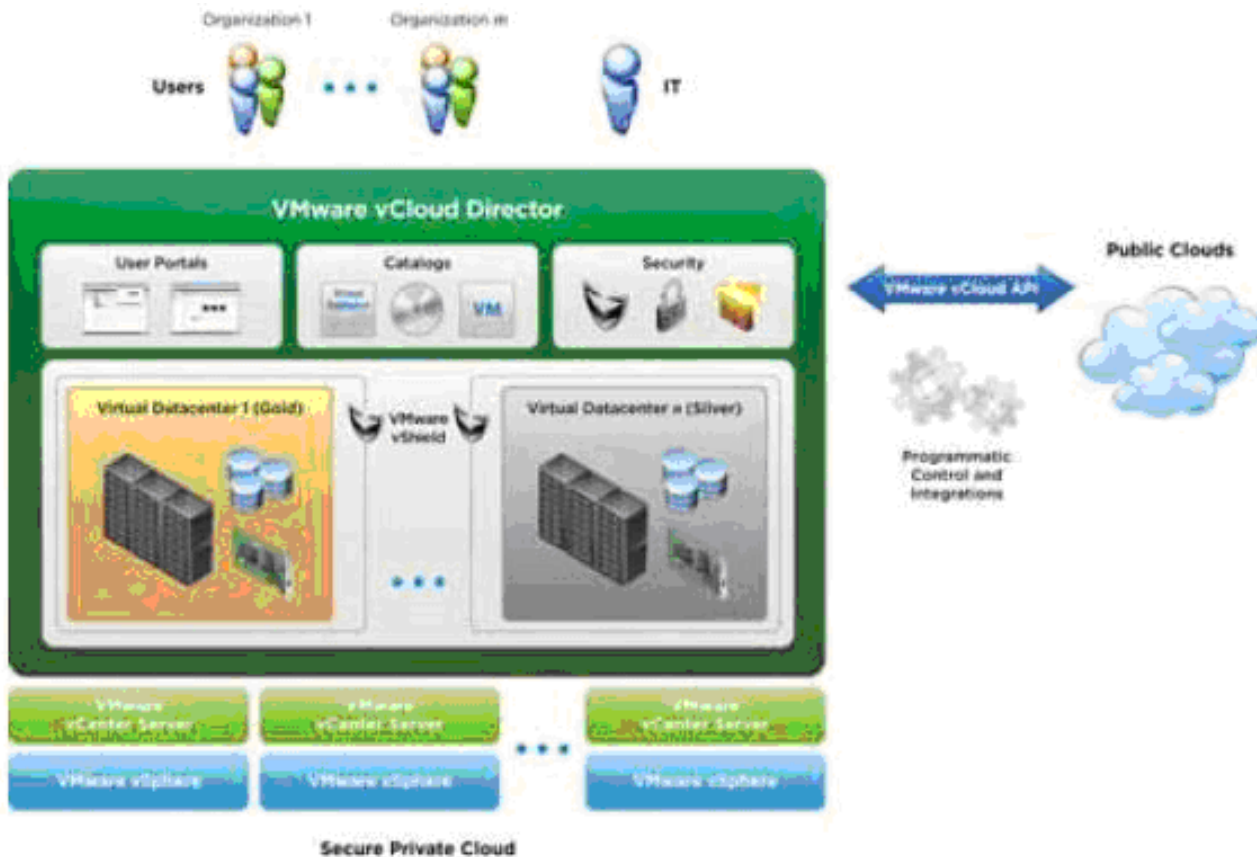 Organization 1
Organization m
Users
IT
VMware vCloud Director
User Portals
Catalogs
Security
VM
VMware vCloud API
Public Clouds
Virtual Datacenter 1 (Gold)
VMware
vShield
Virtual Datacenter n (Silver)
Programmatic
Control and
Integrations
VMware
vCenter Server
VMware
vCenter Server
VMware
vCenter Server
VMware vSphere
VMware vSphere
VMware vSphere
Secure Private Cloud